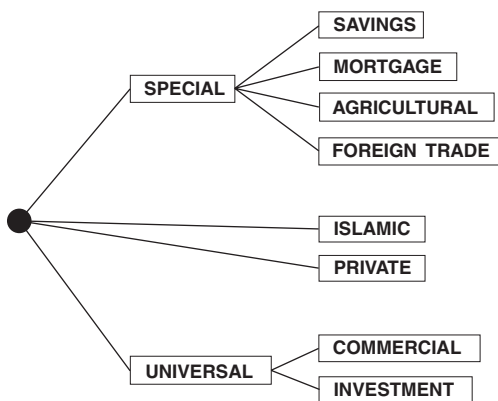 SAVINGS
MORTGAGE
SPECIAL
AGRICULTURAL
FOREIGN TRADE
ISLAMIC
PRIVATE
COMMERCIAL
UNIVERSAL
INVESTMENT